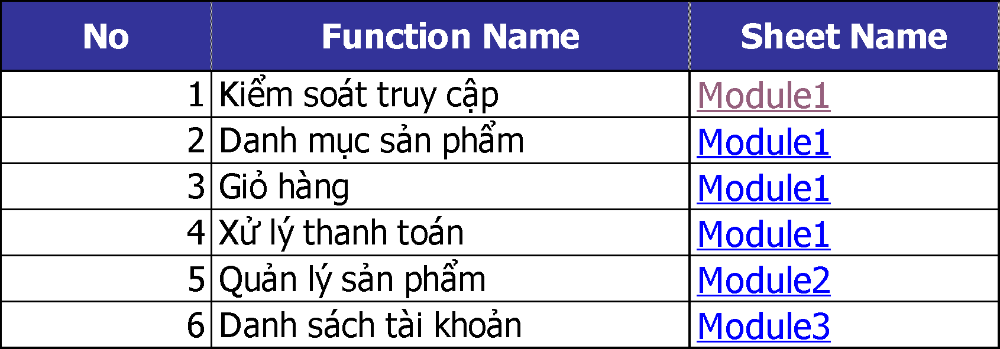 No Function Name Sheet Name
1 Kiểm soát truy cập Module1
2 Danh mục sản phẩm Module1
3 Giỏ hàng Module1
4 Xử lý thanh toán Module1
5 Quản lý sản phẩm Module2
6 Danh sách tài khoản Module3